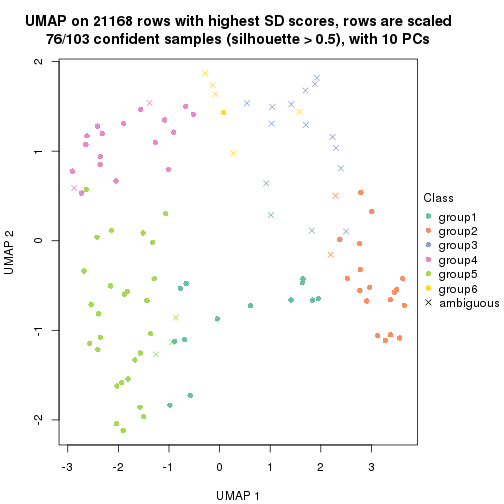 UMAP on 21168 rows with highest SD scores, rows are scaled
76/103 confident samples (silhouette > 0.5), with 10 PCs
2
1
0
-1
-2
UMAP 2
-3
-2
-1
0
1
2
3
UMAP 1
Class
group1
group2
group3
group4
group5
group6
ambiguous